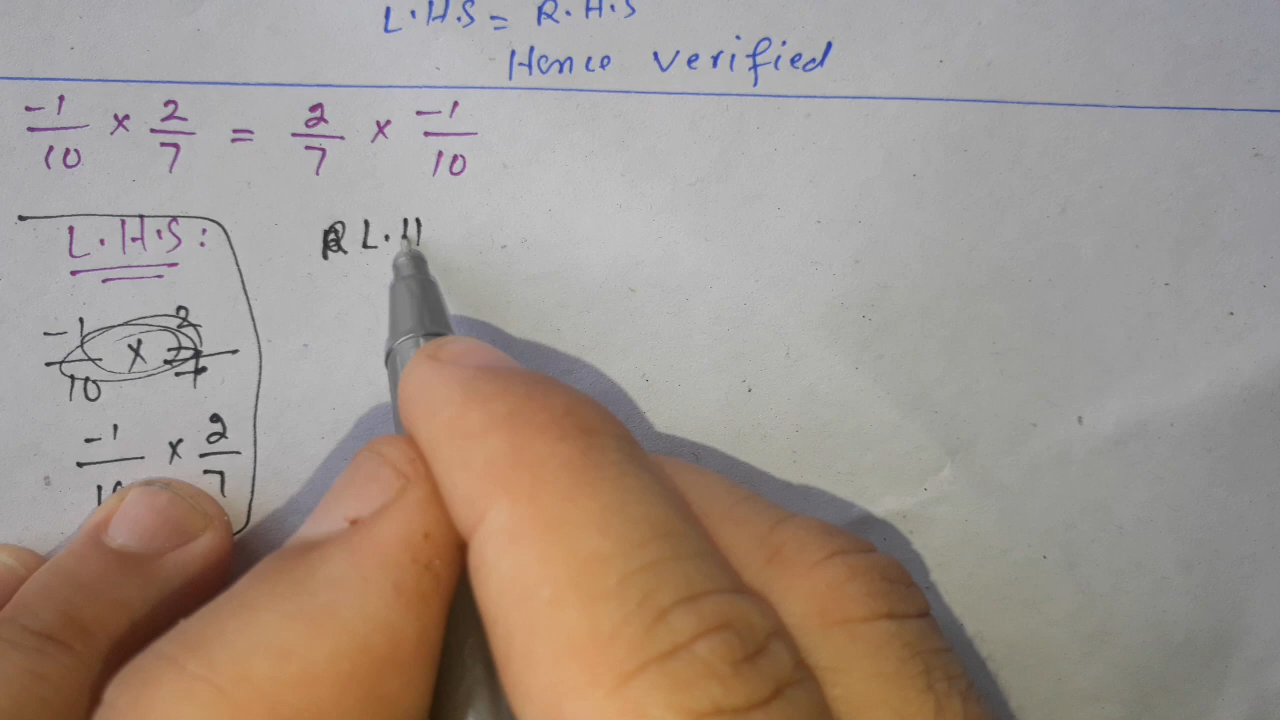 L.H.S = R.H.S
Hence verified
-1/10 × 2/7 = 2/7 × -1/10
L.H.S:
-1/10 × 2/7
-1/10 × 2/7
L.H